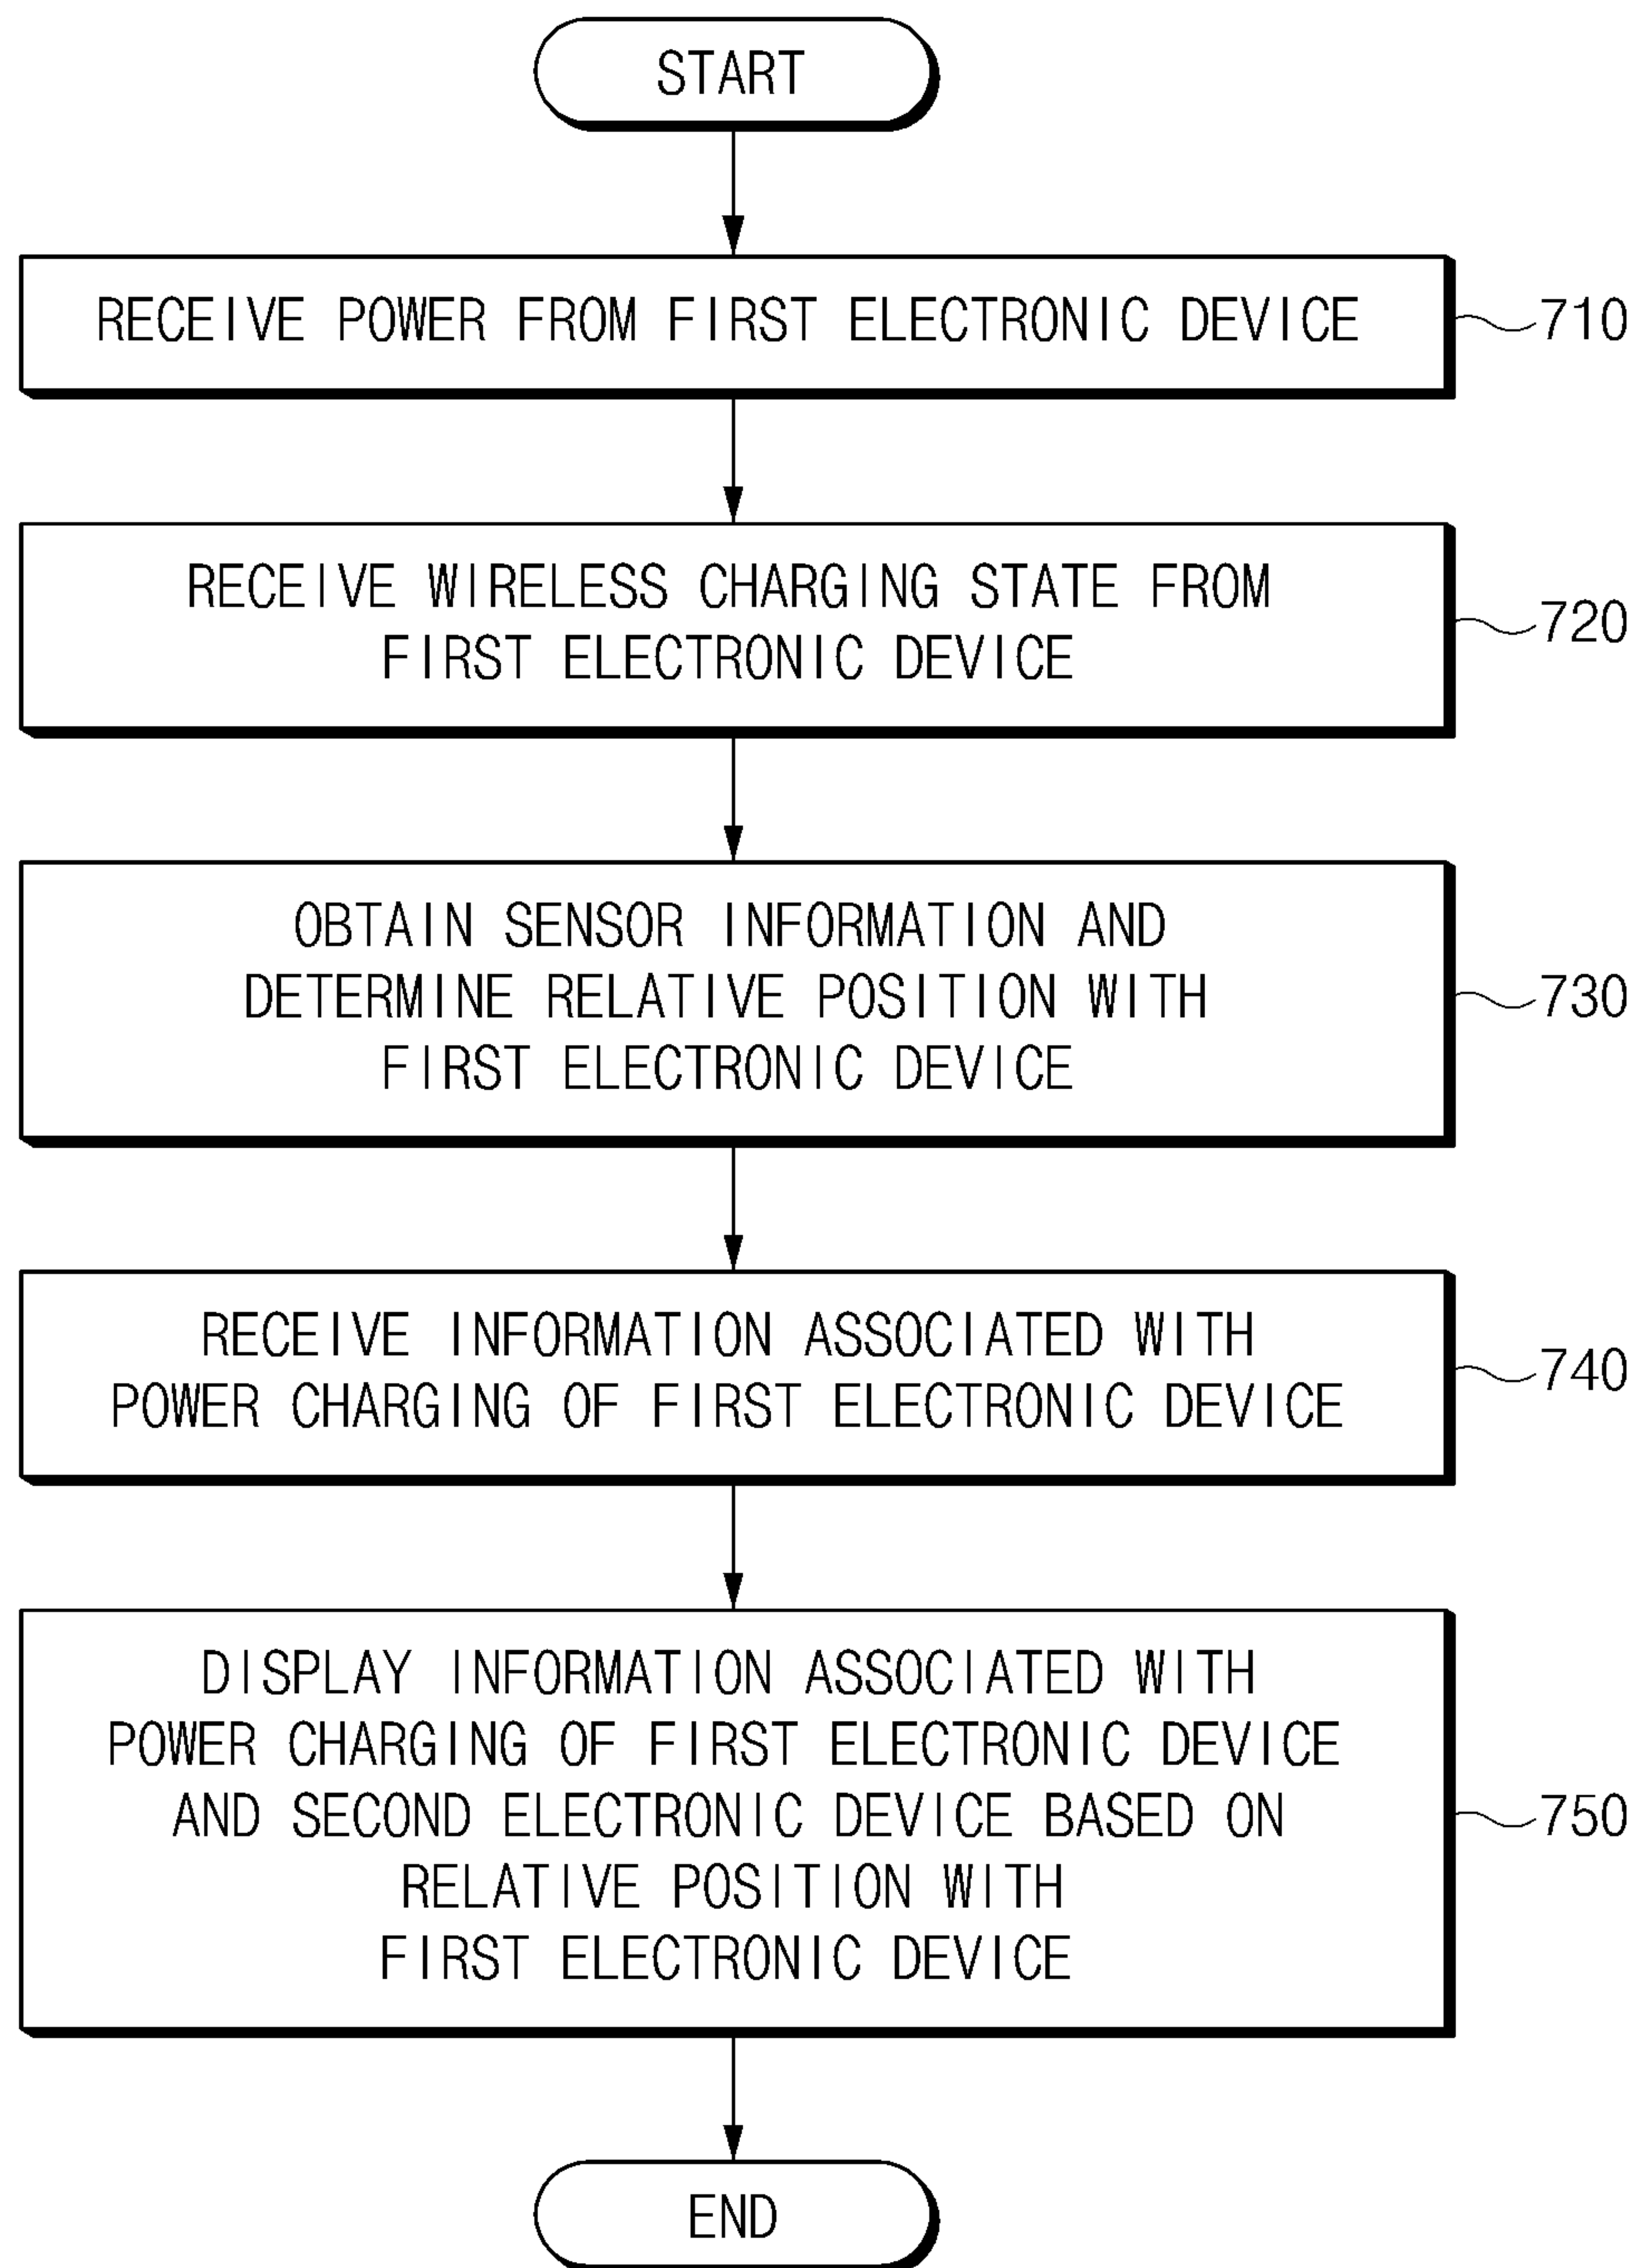 START
RECEIVE POWER FROM FIRST ELECTRONIC DEVICE
710
RECEIVE WIRELESS CHARGING STATE FROM
FIRST ELECTRONIC DEVICE
720
OBTAIN SENSOR INFORMATION AND
DETERMINE RELATIVE POSITION WITH
FIRST ELECTRONIC DEVICE
730
RECEIVE INFORMATION ASSOCIATED WITH
POWER CHARGING OF FIRST ELECTRONIC DEVICE
740
DISPLAY INFORMATION ASSOCIATED WITH
POWER CHARGING OF FIRST ELECTRONIC DEVICE
AND SECOND ELECTRONIC DEVICE BASED ON
RELATIVE POSITION WITH
FIRST ELECTRONIC DEVICE
750
END